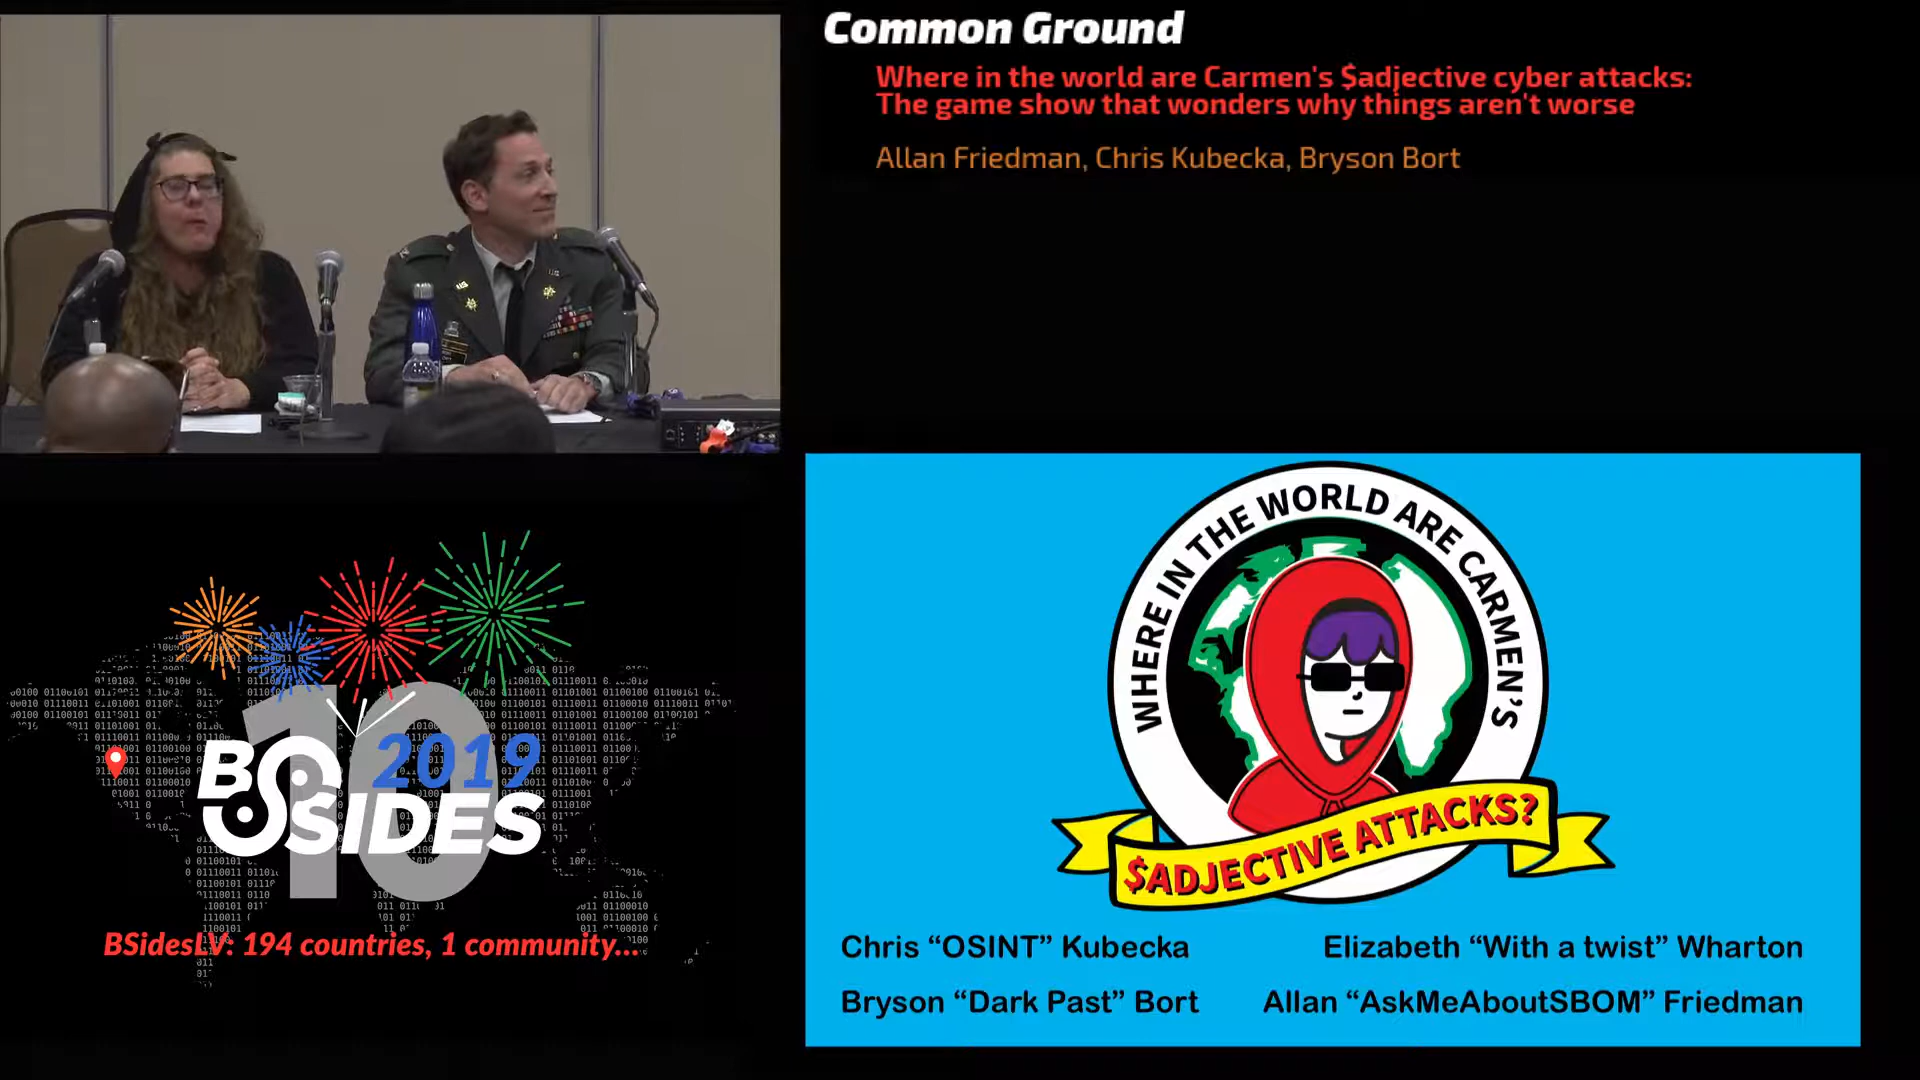 Common Ground
Where in the world are Carmen's $adjective cyber attacks:
The game show that wonders why things aren't worse
Allan Friedman, Chris Kubecka, Bryson Bort
10
2019
BSIDES
BSidesLV: 194 countries, 1 community...
WHERE IN THE WORLD ARE CARMEN'S
$ADJECTIVE ATTACKS?
Chris “OSINT” Kubecka
Elizabeth “With a twist” Wharton
Bryson “Dark Past” Bort
Allan “AskMeAboutSBOM” Friedman